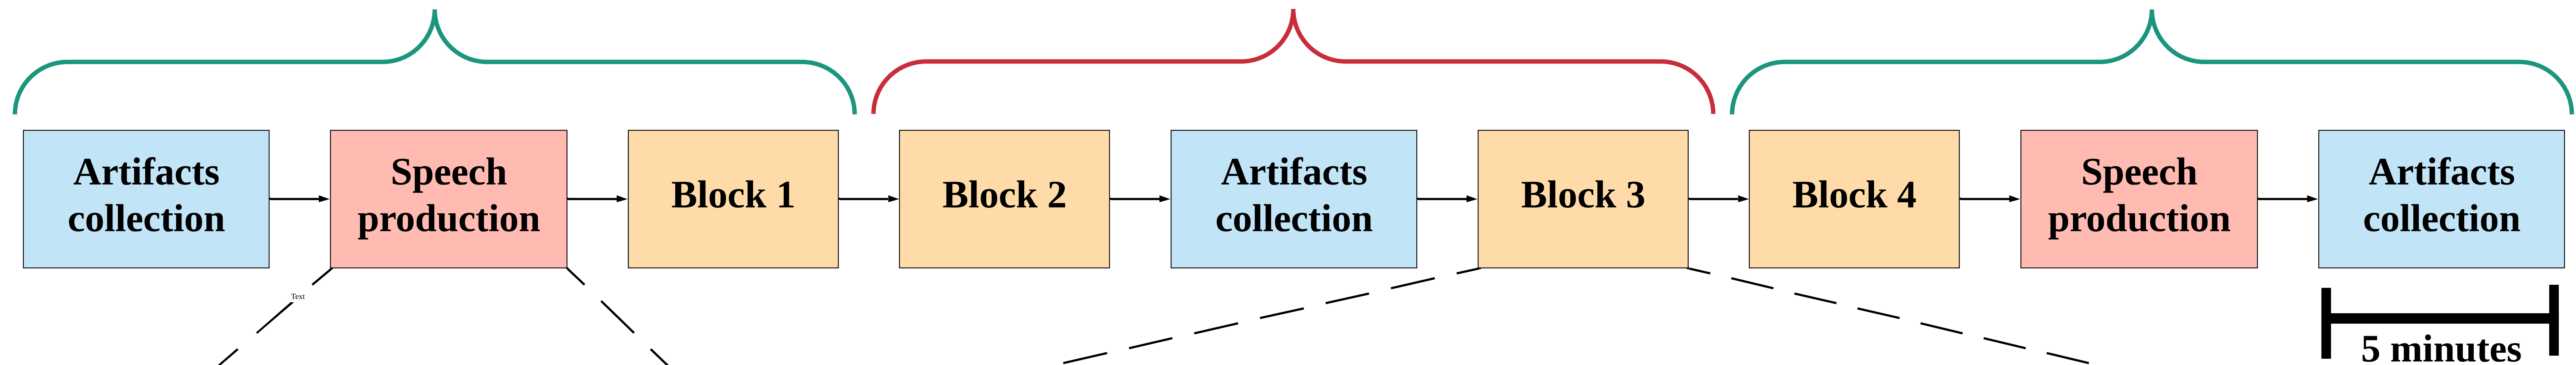 Artifacts
collection
Speech
production
Block 1
Block 2
Artifacts
collection
Block 3
Block 4
Speech
production
Artifacts
collection
Text
5 minutes